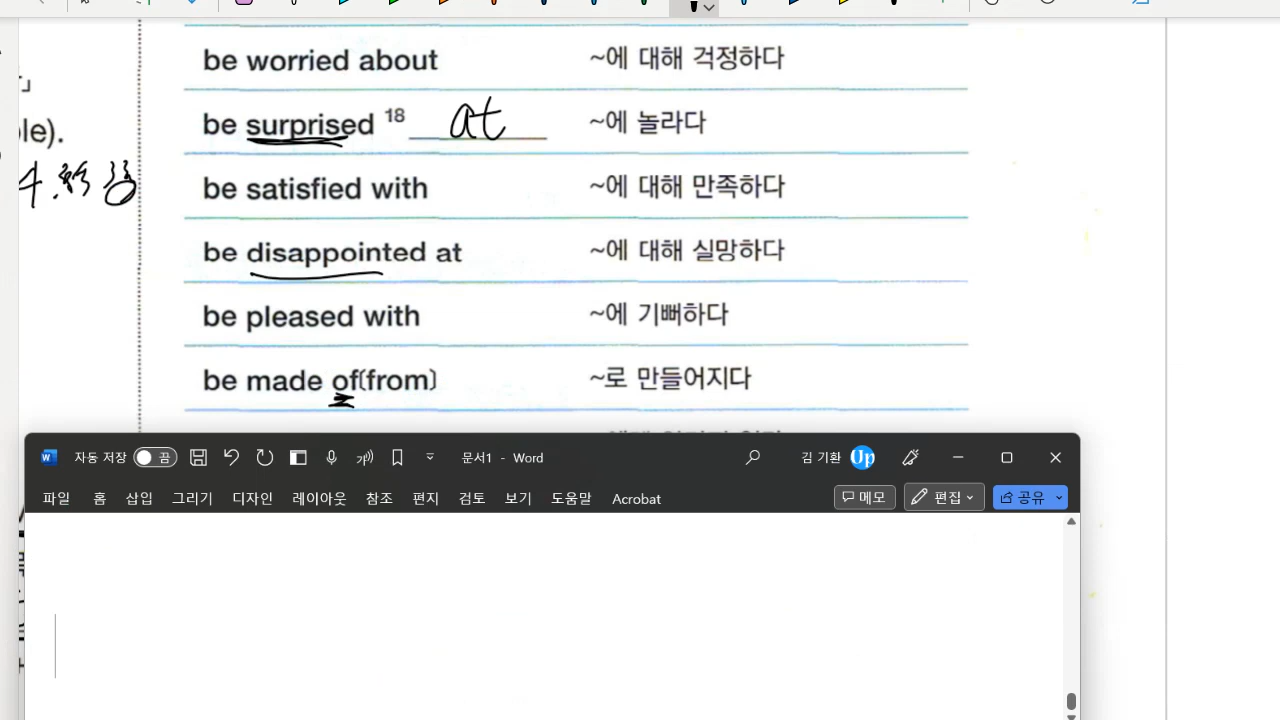 be worried about ~에 대해 걱정하다
ple).
be surprised 18 at ~에 놀라다
be satisfied with ~에 대해 만족하다
be disappointed at ~에 대해 실망하다
be pleased with ~에 기뻐하다
be made of(from) ~로 만들어지다
자동 저장 끔 가)) 문서1 - Word 김 기환 Up
파일 홈 삽입 그리기 디자인 레이아웃 참조 편지 검토 보기 도움말 Acrobat 메모 편집 공유